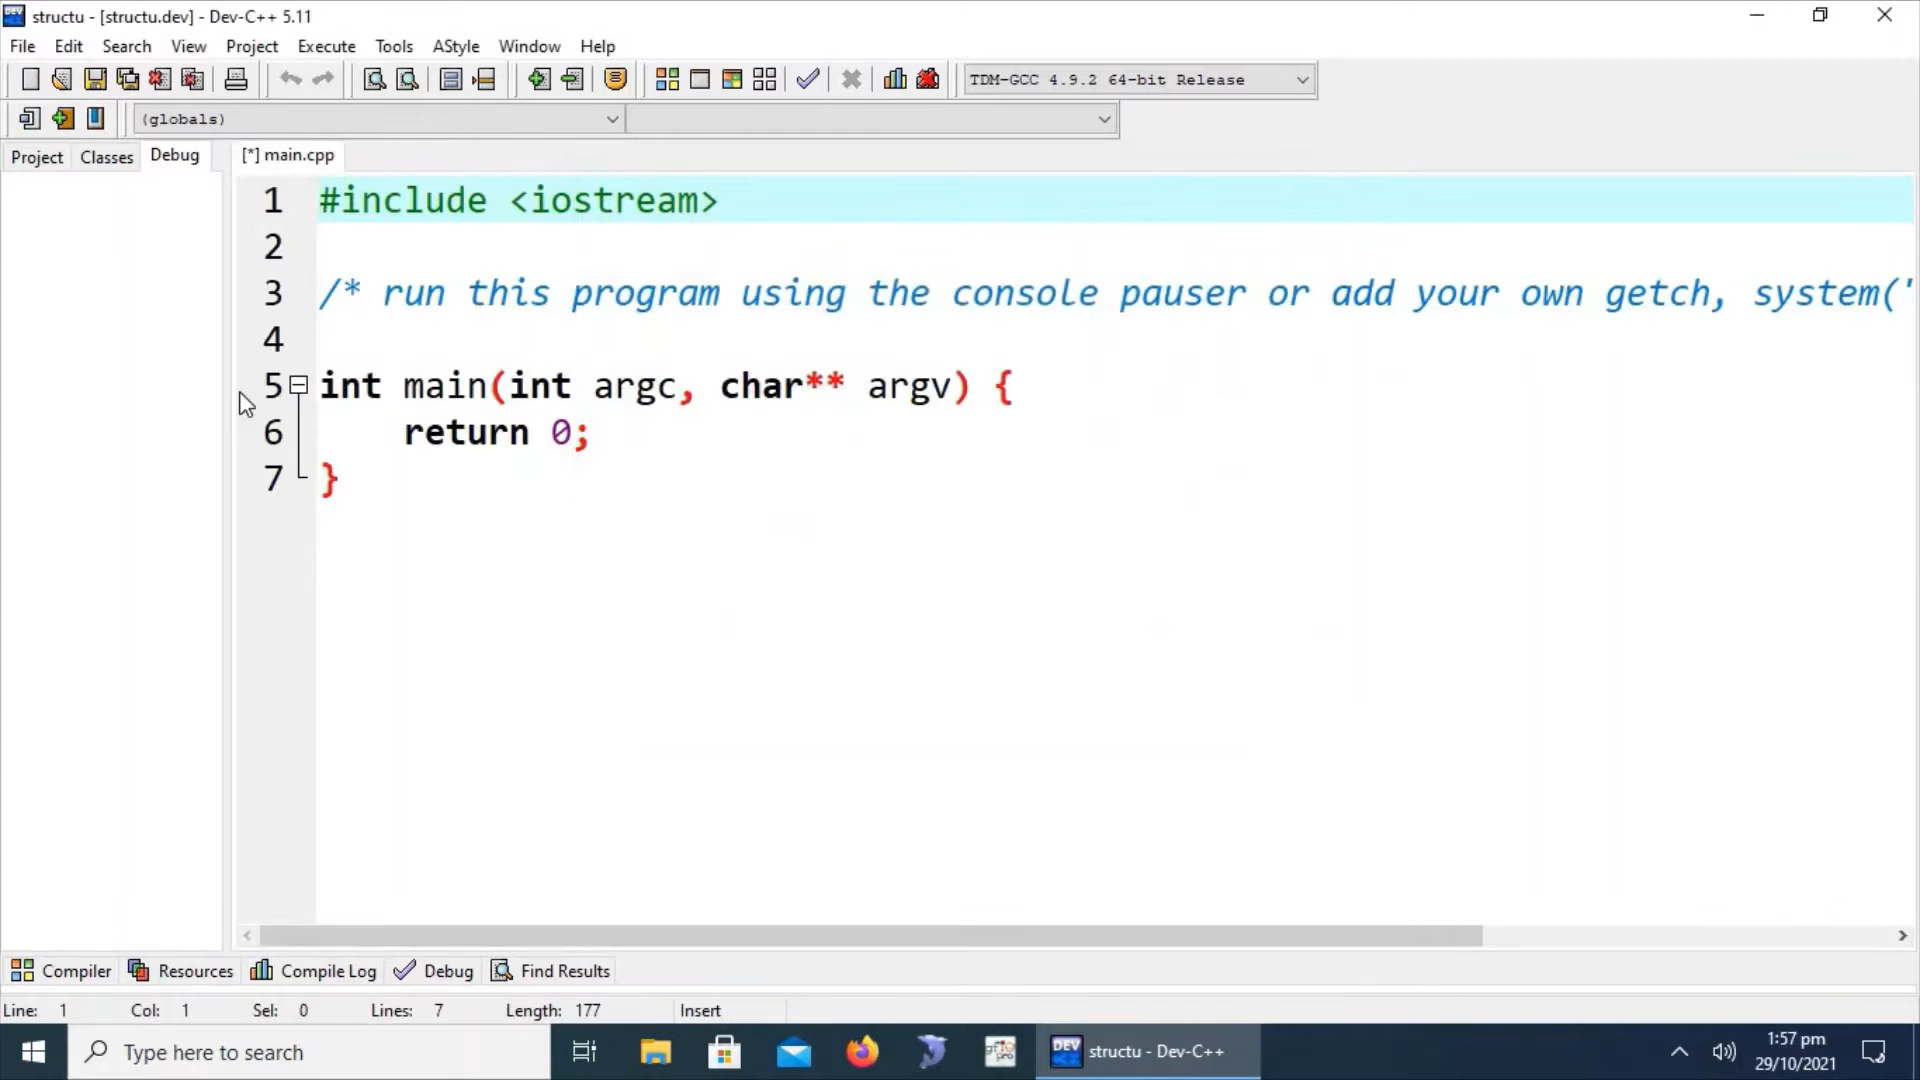 structu - [structu.dev] - Dev-C++ 5.11
File Edit Search View Project Execute Tools AStyle Window Help
TDM-GCC 4.9.2 64-bit Release
(globals)
Project Classes Debug [*] main.cpp
1 #include <iostream>
2
3 /* run this program using the console pauser or add your own getch, system('
4
5 int main(int argc, char** argv) {
6 return 0;
7 }
Compiler Resources Compile Log Debug Find Results
Line: 1 Col: 1 Sel: 0 Lines: 7 Length: 177 Insert
Type here to search
DEV structu - Dev-C++
1:57 pm
29/10/2021